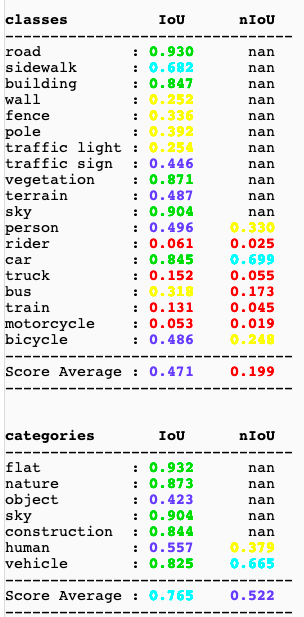 classes IoU nIoU
--------------------------------
road : 0.930 nan
sidewalk : 0.682 nan
building : 0.847 nan
wall : 0.252 nan
fence : 0.336 nan
pole : 0.392 nan
traffic light : 0.254 nan
traffic sign : 0.446 nan
vegetation : 0.871 nan
terrain : 0.487 nan
sky : 0.904 nan
person : 0.496 0.330
rider : 0.061 0.025
car : 0.845 0.699
truck : 0.152 0.055
bus : 0.318 0.173
train : 0.131 0.045
motorcycle : 0.053 0.019
bicycle : 0.486 0.248
--------------------------------
Score Average : 0.471 0.199
--------------------------------
categories IoU nIoU
--------------------------------
flat : 0.932 nan
nature : 0.873 nan
object : 0.423 nan
sky : 0.904 nan
construction : 0.844 nan
human : 0.557 0.379
vehicle : 0.825 0.665
--------------------------------
Score Average : 0.765 0.522
--------------------------------